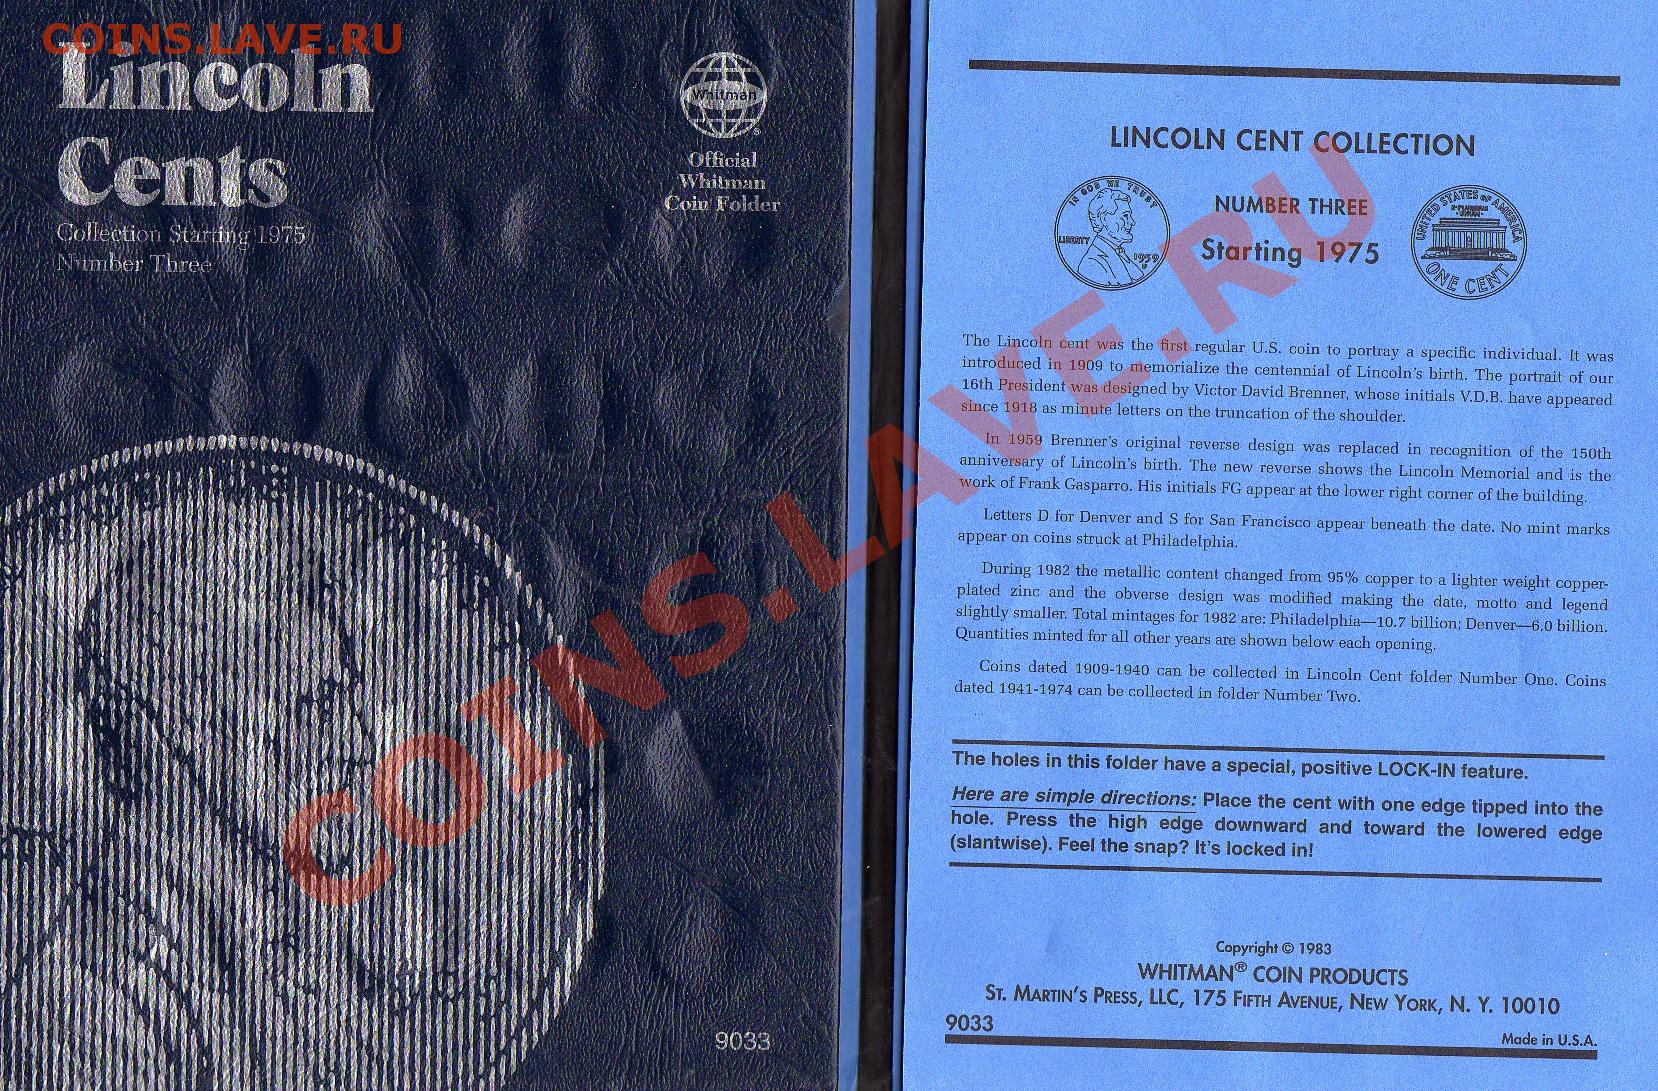 COINS.LAVE.RU
Lincoln
Cents
Collection Starting 1975
Number Three
Whitman®
Official
Whitman
Coin Folder
9033
LINCOLN CENT COLLECTION
IN GOD WE TRUST
LIBERTY
1959
D
NUMBER THREE
Starting 1975
UNITED STATES OF AMERICA
E·PLURIBUS
·UNUM·
ONE CENT
The Lincoln cent was the first regular U.S. coin to portray a specific individual. It was
introduced in 1909 to memorialize the centennial of Lincoln's birth. The portrait of our
16th President was designed by Victor David Brenner, whose initials V.D.B. have appeared
since 1918 as minute letters on the truncation of the shoulder.
In 1959 Brenner's original reverse design was replaced in recognition of the 150th
anniversary of Lincoln's birth. The new reverse shows the Lincoln Memorial and is the
work of Frank Gasparro. His initials FG appear at the lower right corner of the building.
Letters D for Denver and S for San Francisco appear beneath the date. No mint marks
appear on coins struck at Philadelphia.
During 1982 the metallic content changed from 95% copper to a lighter weight copper-
plated zinc and the obverse design was modified making the date, motto and legend
slightly smaller. Total mintages for 1982 are: Philadelphia—10.7 billion; Denver—6.0 billion.
Quantities minted for all other years are shown below each opening.
Coins dated 1909-1940 can be collected in Lincoln Cent folder Number One. Coins
dated 1941-1974 can be collected in folder Number Two.
The holes in this folder have a special, positive LOCK-IN feature.
Here are simple directions: Place the cent with one edge tipped into the
hole. Press the high edge downward and toward the lowered edge
(slantwise). Feel the snap? It's locked in!
Copyright © 1983
WHITMAN® COIN PRODUCTS
ST. MARTIN'S PRESS, LLC, 175 FIFTH AVENUE, NEW YORK, N. Y. 10010
9033
Made in U.S.A.
COINS.LAVE.RU